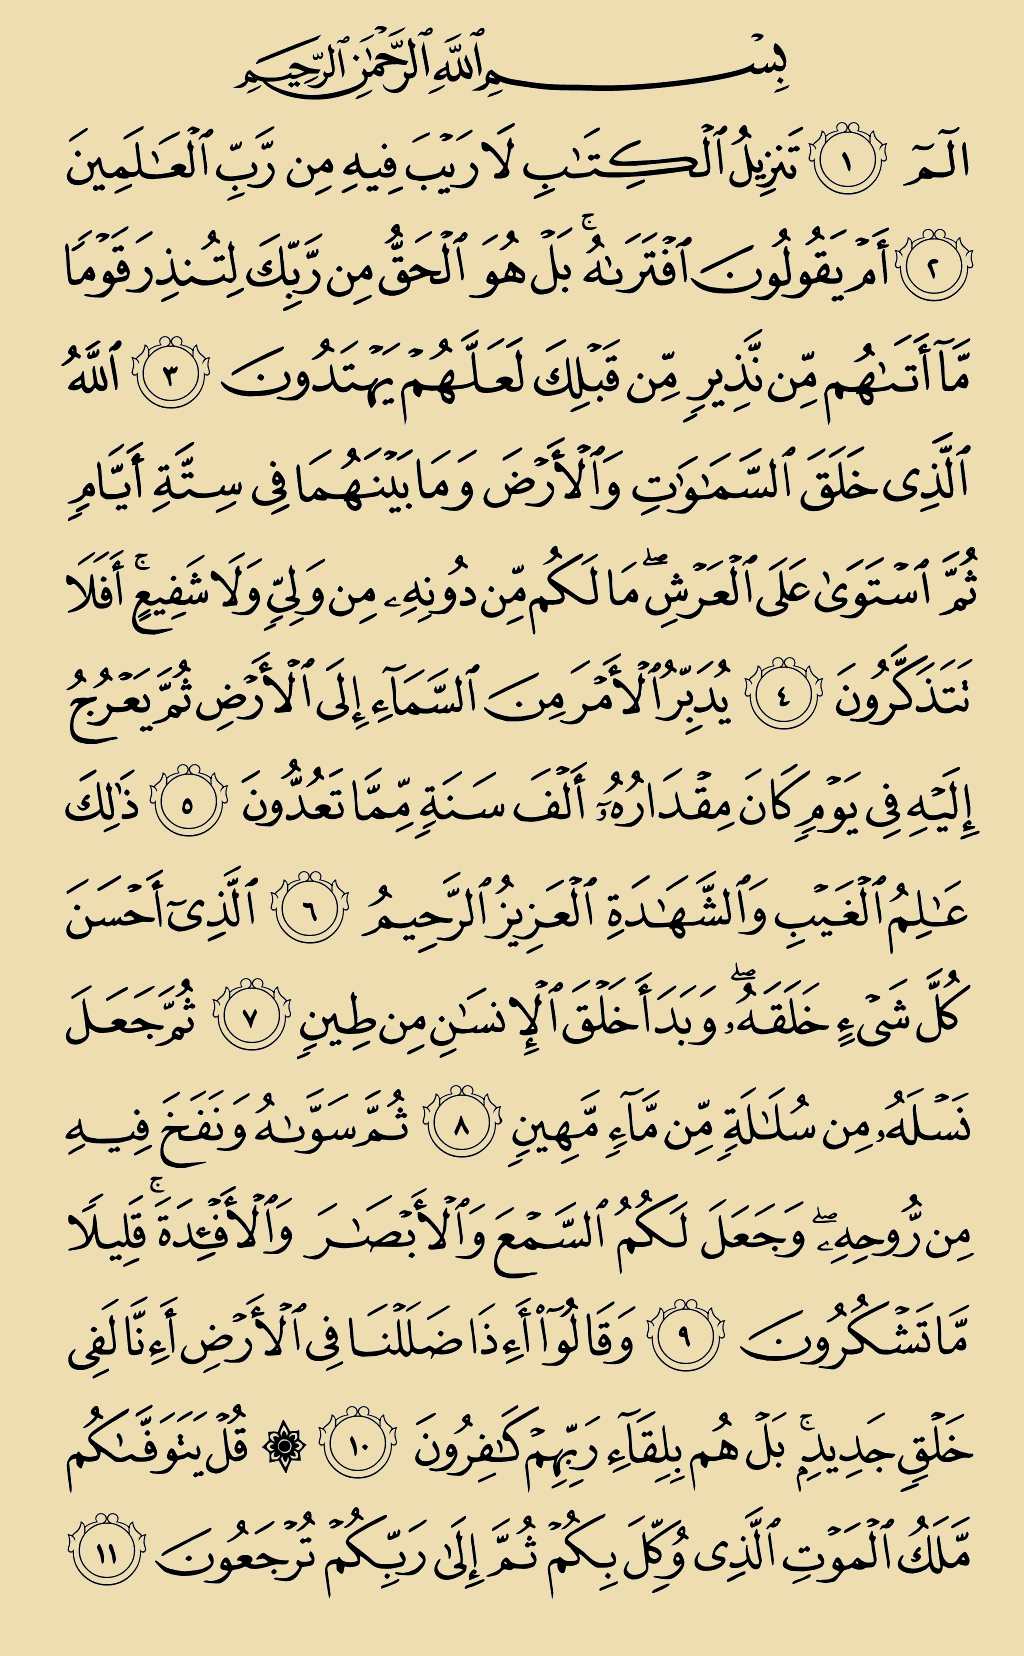 بِسْمِ ٱللَّهِ ٱلرَّحْمَٰنِ ٱلرَّحِيمِ
الٓمٓ ١ تَنزِيلُ ٱلْكِتَـٰبِ لَا رَيْبَ فِيهِ مِن رَّبِّ ٱلْعَـٰلَمِينَ
٢ أَمْ يَقُولُونَ ٱفْتَرَىٰهُ ۚ بَلْ هُوَ ٱلْحَقُّ مِن رَّبِّكَ لِتُنذِرَ قَوْمًا
مَّآ أَتَىٰهُم مِّن نَّذِيرٍ مِّن قَبْلِكَ لَعَلَّهُمْ يَهْتَدُونَ ٣ ٱللَّهُ
ٱلَّذِى خَلَقَ ٱلسَّمَـٰوَٰتِ وَٱلْأَرْضَ وَمَا بَيْنَهُمَا فِى سِتَّةِ أَيَّامٍ
ثُمَّ ٱسْتَوَىٰ عَلَى ٱلْعَرْشِ ۖ مَا لَكُم مِّن دُونِهِۦ مِن وَلِىٍّ وَلَا شَفِيعٍ ۚ أَفَلَا
تَتَذَكَّرُونَ ٤ يُدَبِّرُ ٱلْأَمْرَ مِنَ ٱلسَّمَآءِ إِلَى ٱلْأَرْضِ ثُمَّ يَعْرُجُ
إِلَيْهِ فِى يَوْمٍ كَانَ مِقْدَارُهُۥٓ أَلْفَ سَنَةٍ مِّمَّا تَعُدُّونَ ٥ ذَٰلِكَ
عَـٰلِمُ ٱلْغَيْبِ وَٱلشَّهَـٰدَةِ ٱلْعَزِيزُ ٱلرَّحِيمُ ٦ ٱلَّذِىٓ أَحْسَنَ
كُلَّ شَىْءٍ خَلَقَهُۥ ۖ وَبَدَأَ خَلْقَ ٱلْإِنسَـٰنِ مِن طِينٍ ٧ ثُمَّ جَعَلَ
نَسْلَهُۥ مِن سُلَـٰلَةٍ مِّن مَّآءٍ مَّهِينٍ ٨ ثُمَّ سَوَّىٰهُ وَنَفَخَ فِيهِ
مِن رُّوحِهِۦ ۖ وَجَعَلَ لَكُمُ ٱلسَّمْعَ وَٱلْأَبْصَـٰرَ وَٱلْأَفْـِٔدَةَ ۚ قَلِيلًا
مَّا تَشْكُرُونَ ٩ وَقَالُوٓا۟ أَءِذَا ضَلَلْنَا فِى ٱلْأَرْضِ أَءِنَّا لَفِى
خَلْقٍ جَدِيدٍۭ ۚ بَلْ هُم بِلِقَآءِ رَبِّهِمْ كَـٰفِرُونَ ١٠ ۞ قُلْ يَتَوَفَّىٰكُم
مَّلَكُ ٱلْمَوْتِ ٱلَّذِى وُكِّلَ بِكُمْ ثُمَّ إِلَىٰ رَبِّكُمْ تُرْجَعُونَ ١١